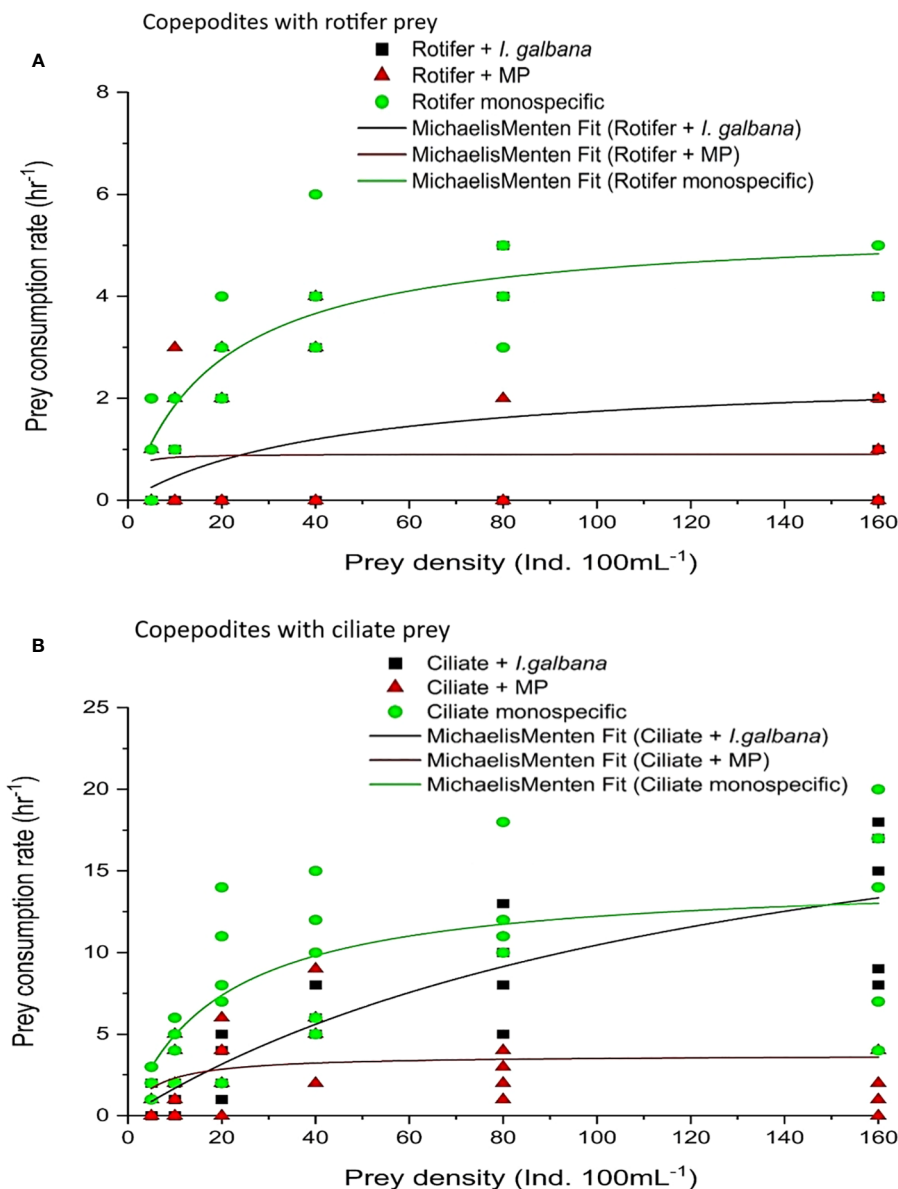 Copepodites with rotifer prey
A
Rotifer + I. galbana
Rotifer + MP
Rotifer monospecific
MichaelisMenten Fit (Rotifer + I. galbana)
MichaelisMenten Fit (Rotifer + MP)
MichaelisMenten Fit (Rotifer monospecific)
8
6
4
2
0
Prey consumption rate (hr⁻¹)
0 20 40 60 80 100 120 140 160
Prey density (Ind. 100mL⁻¹)
Copepodites with ciliate prey
B
Ciliate + I.galbana
Ciliate + MP
Ciliate monospecific
MichaelisMenten Fit (Ciliate + I.galbana)
MichaelisMenten Fit (Ciliate + MP)
MichaelisMenten Fit (Ciliate monospecific)
25
20
15
10
5
0
Prey consumption rate (hr⁻¹)
0 20 40 60 80 100 120 140 160
Prey density (Ind. 100mL⁻¹)